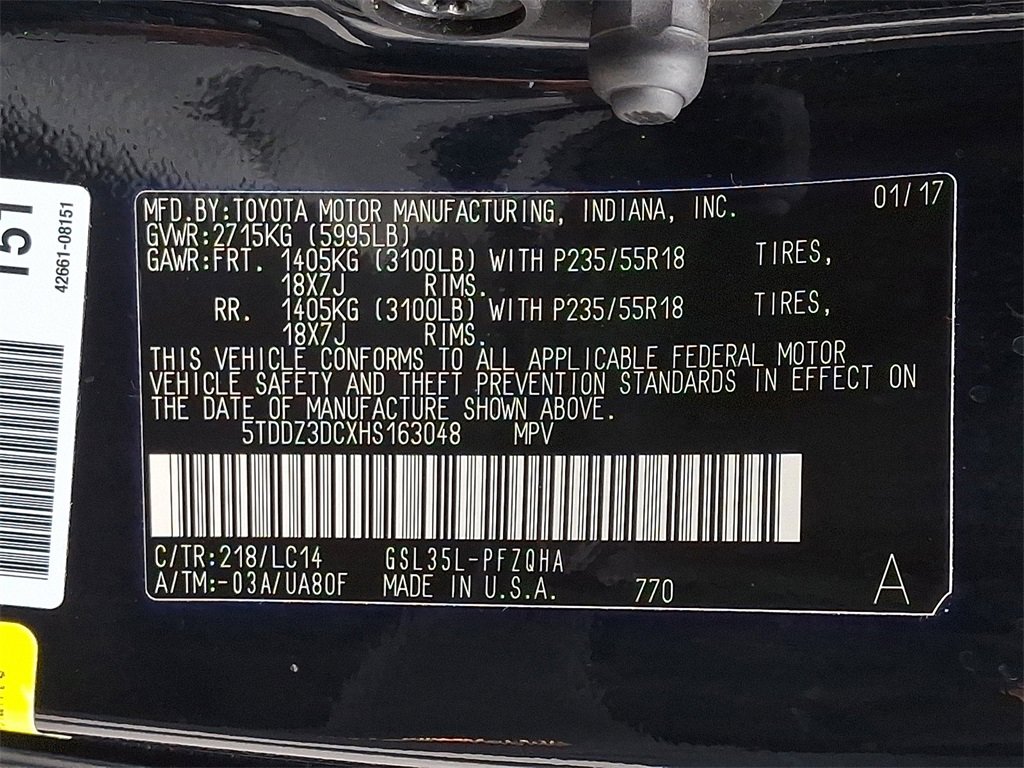 MFD.BY:TOYOTA MOTOR MANUFACTURING, INDIANA, INC. 01/17
GVWR:2715KG (5995LB)
GAWR:FRT. 1405KG (3100LB) WITH P235/55R18 TIRES,
18X7J RIMS.
RR. 1405KG (3100LB) WITH P235/55R18 TIRES,
18X7J RIMS.
THIS VEHICLE CONFORMS TO ALL APPLICABLE FEDERAL MOTOR
VEHICLE SAFETY AND THEFT PREVENTION STANDARDS IN EFFECT ON
THE DATE OF MANUFACTURE SHOWN ABOVE.
5TDDZ3DCXHS163048 MPV
C/TR:218/LC14 GSL35L-PFZQHA
A/TM:-03A/UA80F MADE IN U.S.A. 770 A
42661-08151